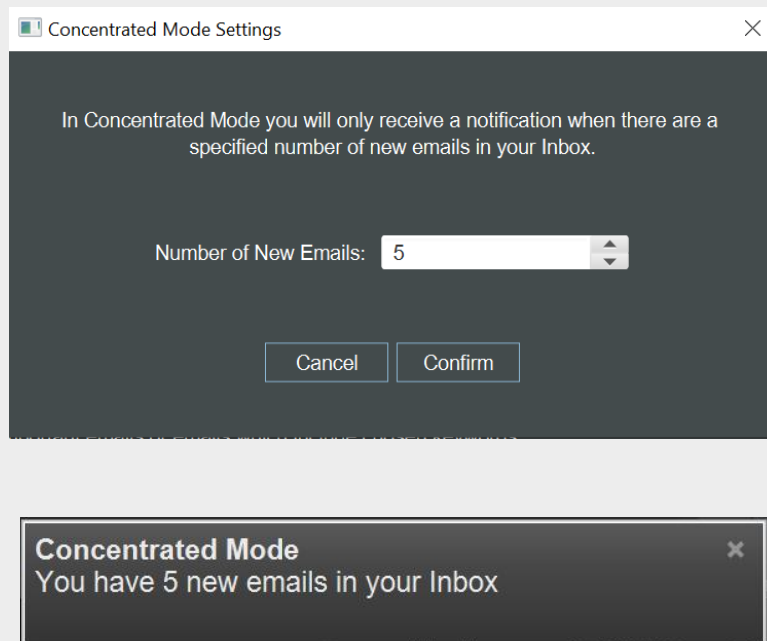 Concentrated Mode Settings
In Concentrated Mode you will only receive a notification when there are a
specified number of new emails in your Inbox.
Number of New Emails: 5
Cancel Confirm
Concentrated Mode
You have 5 new emails in your Inbox